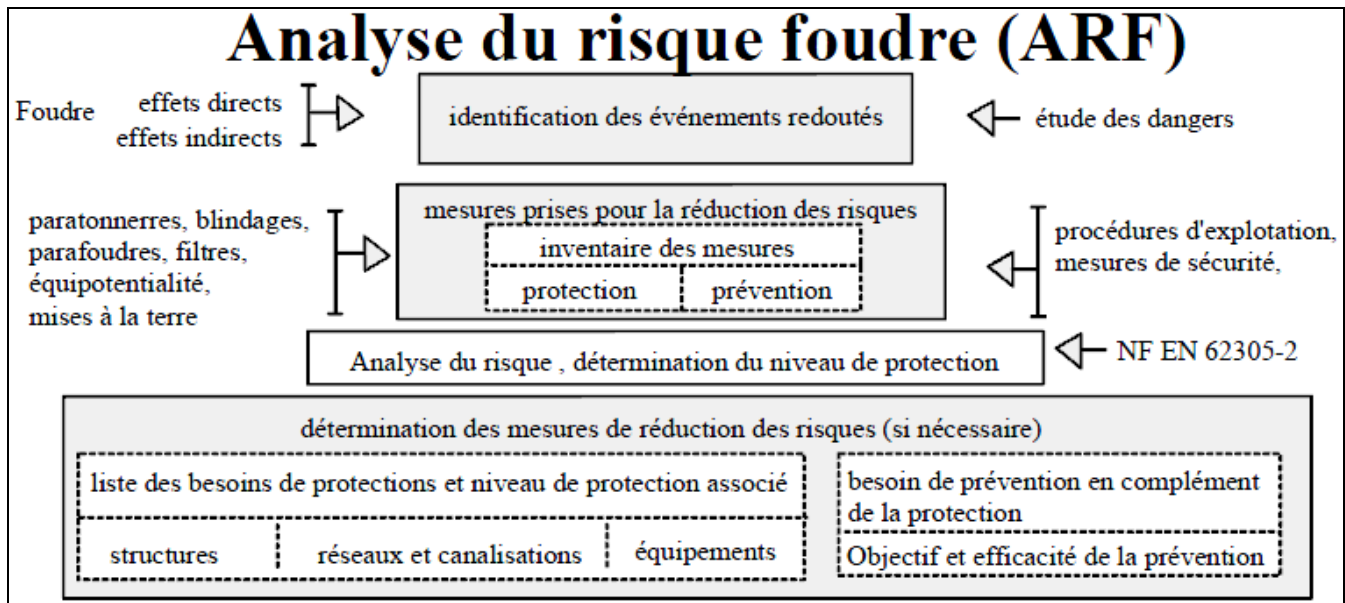 Analyse du risque foudre (ARF)
Foudre
effets directs
effets indirects
identification des événements redoutés
étude des dangers
paratonnerres, blindages,
parafoudres, filtres,
équipotentialité,
mises à la terre
mesures prises pour la réduction des risques
inventaire des mesures
protection
prévention
procédures d'explotation,
mesures de sécurité,
Analyse du risque , détermination du niveau de protection
NF EN 62305-2
détermination des mesures de réduction des risques (si nécessaire)
liste des besoins de protections et niveau de protection associé
structures
réseaux et canalisations
équipements
besoin de prévention en complément
de la protection
Objectif et efficacité de la prévention